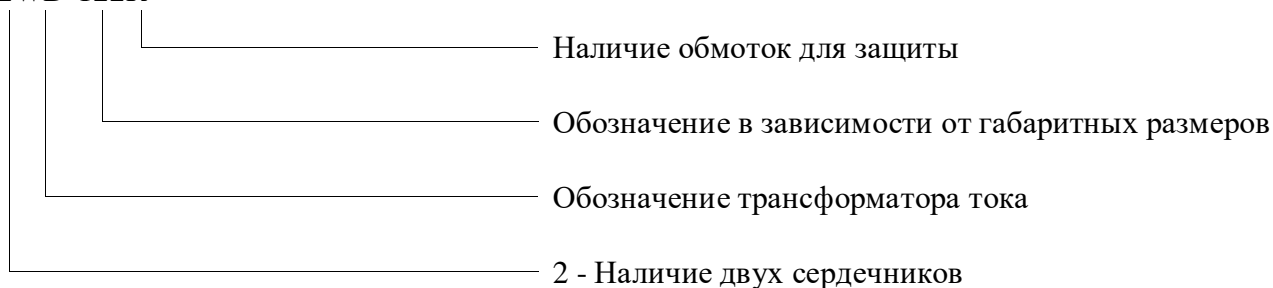 Наличие обмоток для защиты
Обозначение в зависимости от габаритных размеров
Обозначение трансформатора тока
2 - Наличие двух сердечников